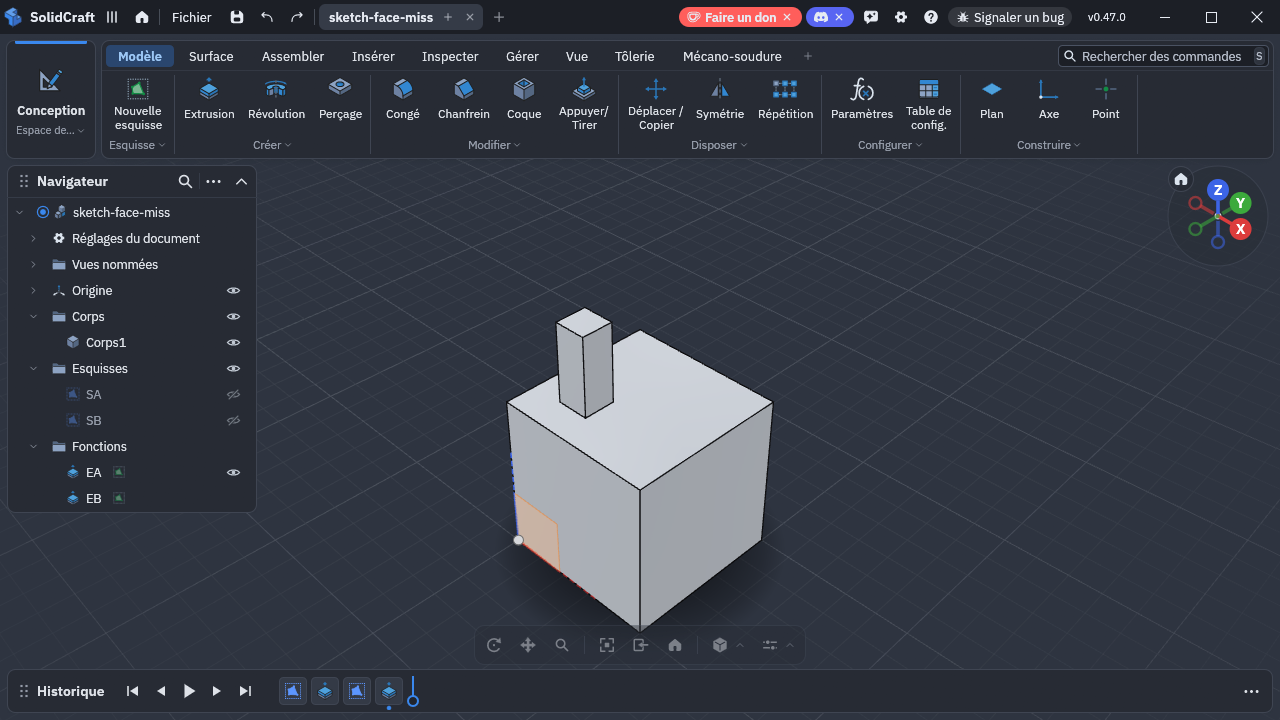 SolidCraft
Fichier
sketch-face-miss
Faire un don
Signaler un bug
v0.47.0
Conception
Espace de...
Modèle
Surface
Assembler
Insérer
Inspecter
Gérer
Vue
Tôlerie
Mécano-soudure
Rechercher des commandes
S
Nouvelle esquisse
Extrusion
Révolution
Perçage
Congé
Chanfrein
Coque
Appuyer/ Tirer
Déplacer / Copier
Symétrie
Répétition
Paramètres
Table de config.
Plan
Axe
Point
Esquisse
Créer
Modifier
Disposer
Configurer
Construire
Navigateur
sketch-face-miss
Réglages du document
Vues nommées
Origine
Corps
Corps1
Esquisses
SA
SB
Fonctions
EA
EB
Z
Y
X
Historique